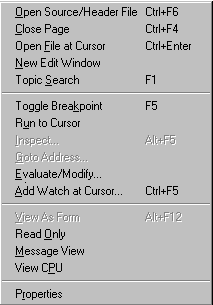 Open Source/Header File Ctrl+F6
Close Page Ctrl+F4
Open File at Cursor Ctrl+Enter
New Edit Window
Topic Search F1
Toggle Breakpoint F5
Run to Cursor
Inspect... Alt+F5
Goto Address...
Evaluate/Modify...
Add Watch at Cursor... Ctrl+F5
View As Form Alt+F12
Read Only
Message View
View CPU
Properties